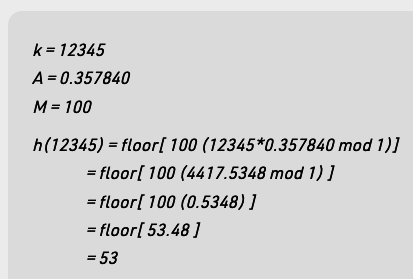 k = 12345
A = 0.357840
M = 100
h(12345) = floor[ 100 (12345*0.357840 mod 1)]
= floor[ 100 (4417.5348 mod 1) ]
= floor[ 100 (0.5348) ]
= floor[ 53.48 ]
= 53